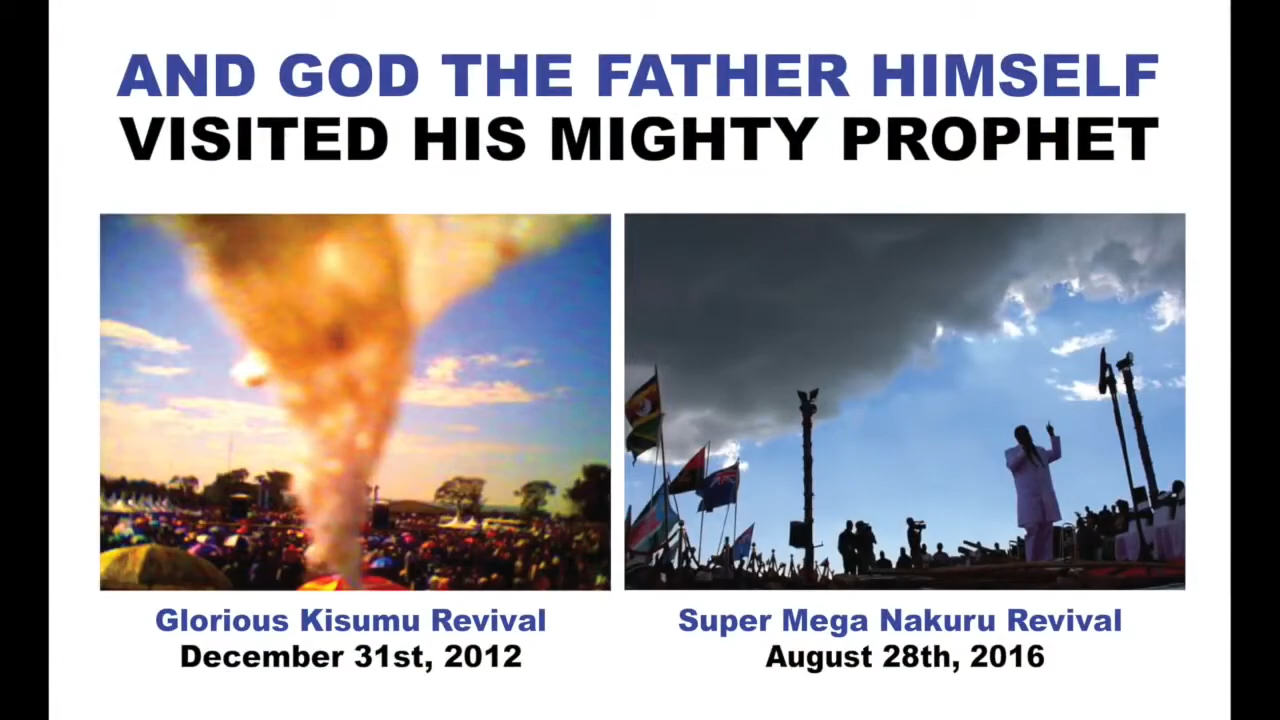 AND GOD THE FATHER HIMSELF
VISITED HIS MIGHTY PROPHET
Glorious Kisumu Revival
December 31st, 2012
Super Mega Nakuru Revival
August 28th, 2016